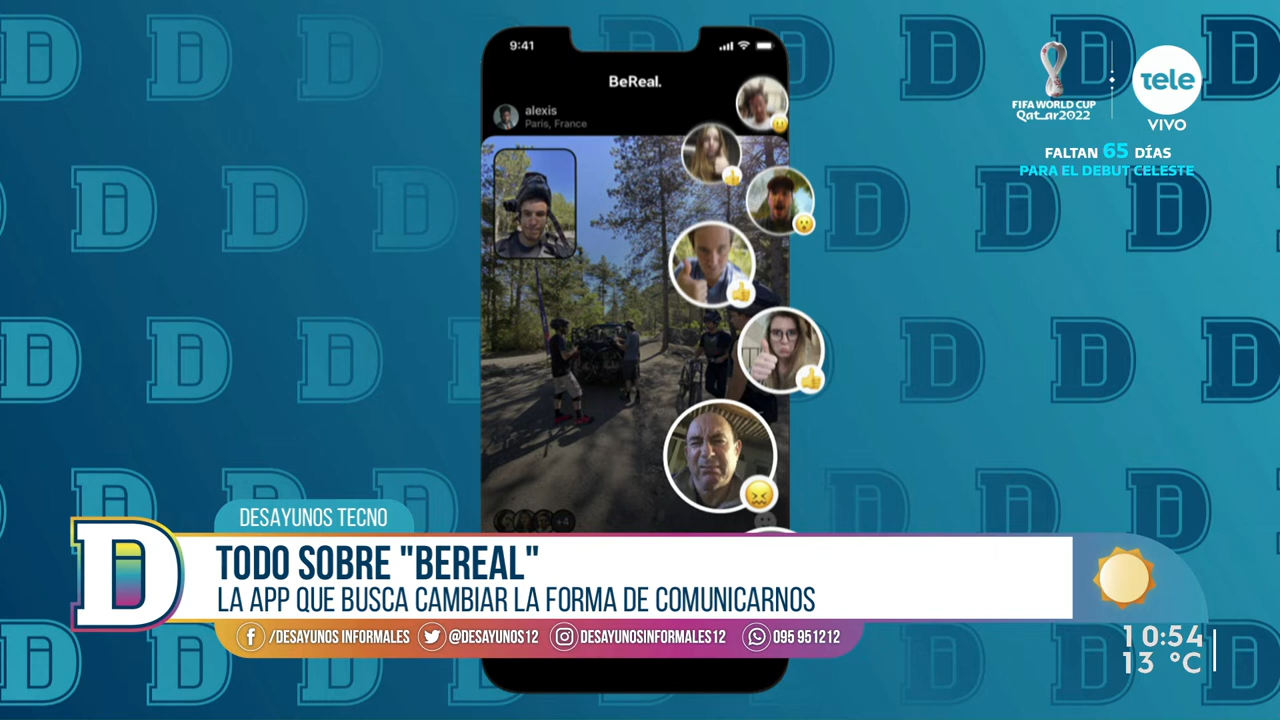 9:41
BeReal.
alexis
Paris, France
FIFA WORLD CUP
Qatar2022
tele
VIVO
FALTAN 65 DÍAS
PARA EL DEBUT CELESTE
+4
DESAYUNOS TECNO
TODO SOBRE "BEREAL"
LA APP QUE BUSCA CAMBIAR LA FORMA DE COMUNICARNOS
/DESAYUNOS INFORMALES @DESAYUNOS12 DESAYUNOSINFORMALES12 095 951212
10:54
13 °C